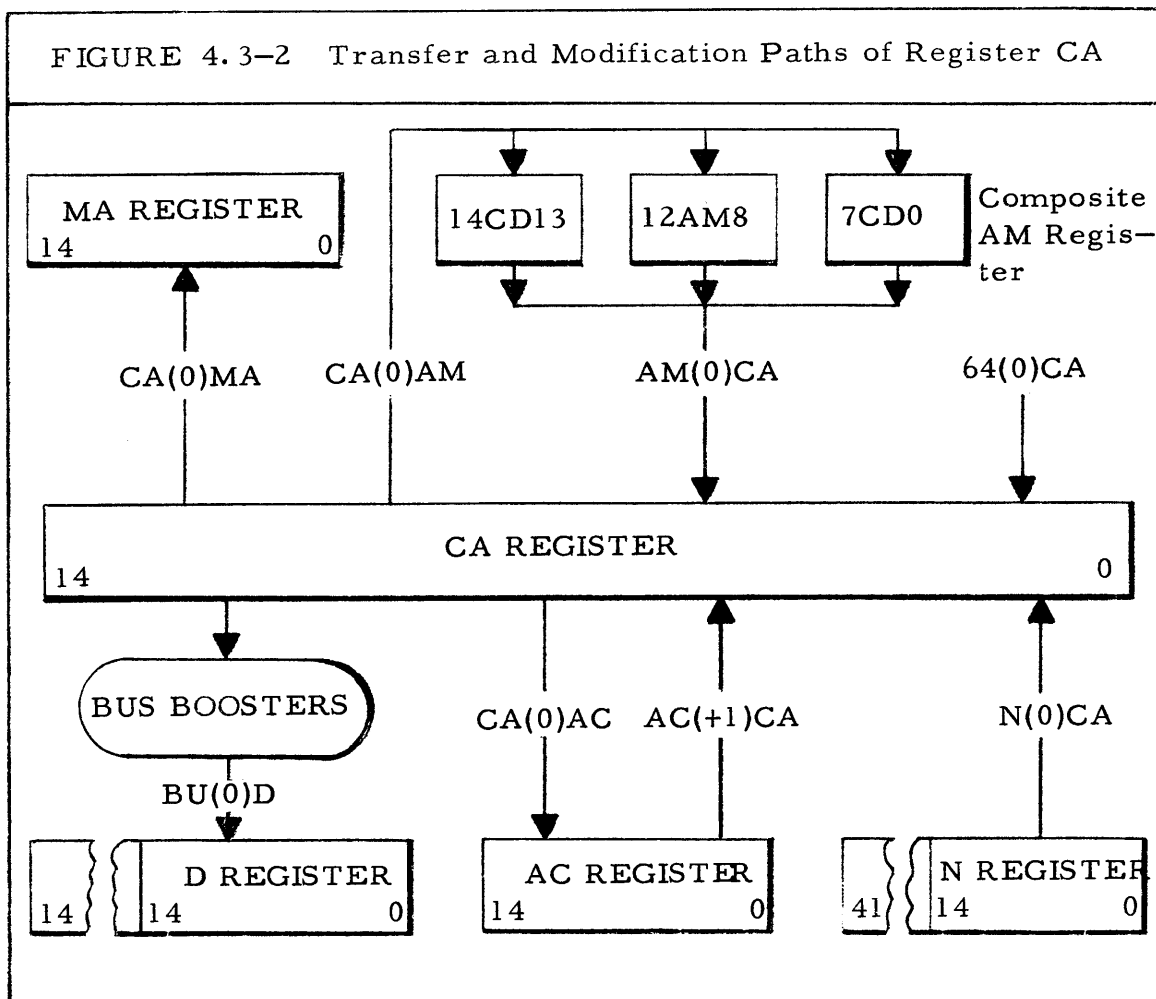 FIGURE 4.3-2 Transfer and Modification Paths of Register CA
MA REGISTER
14 0
14CD13
12AM8
7CD0
Composite
AM Regis-
ter
CA(0)MA
CA(0)AM
AM(0)CA
64(0)CA
CA REGISTER
14 0
BUS BOOSTERS
CA(0)AC
AC(+1)CA
N(0)CA
BU(0)D
D REGISTER
14 14 0
AC REGISTER
14 0
N REGISTER
41 14 0